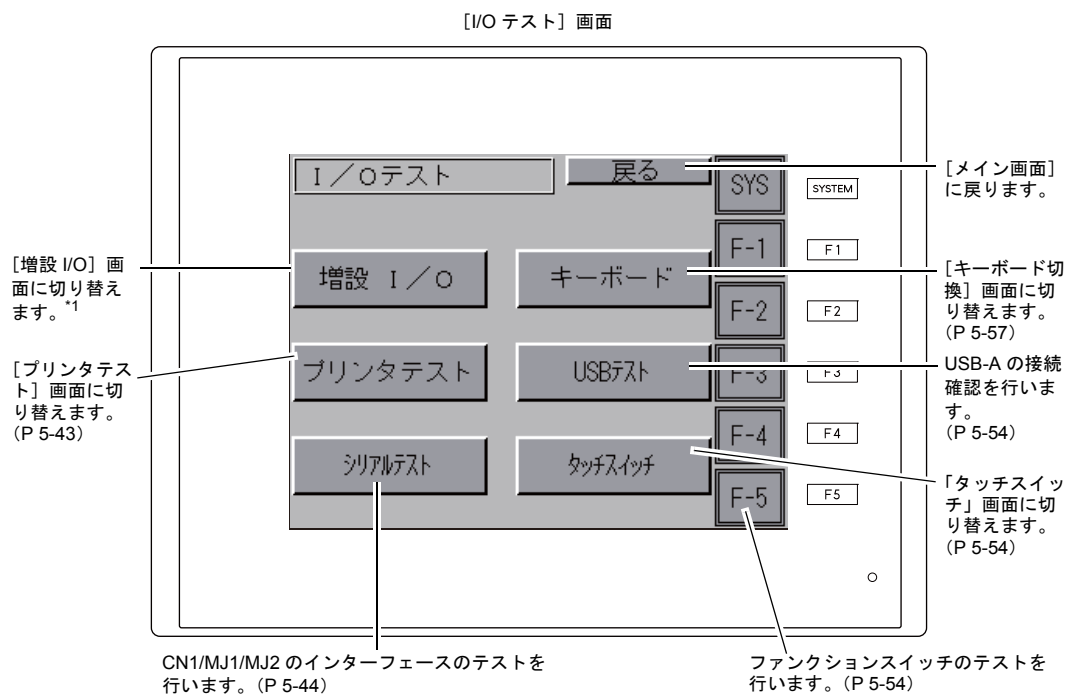 ［I/O テスト］画面
Ｉ／Ｏテスト
戻る
SYS
SYSTEM
［メイン画面］
に戻ります。
［増設 I/O］画
面に切り替え
ます。*1
増設 Ｉ／Ｏ
キーボード
F-1
F1
［キーボード切
換］画面に切
り替えます。
（P 5-57）
F-2
F2
［プリンタテス
ト］画面に切
り替えます。
（P 5-43）
プリンタテスト
USBﾃｽﾄ
F-3
F3
USB-A の接続
確認を行いま
す。
（P 5-54）
ｼﾘｱﾙﾃｽﾄ
ﾀｯﾁｽｲｯﾁ
F-4
F4
「タッチスイッ
チ」画面に切
り替えます。
（P 5-54）
F-5
F5
CN1/MJ1/MJ2 のインターフェースのテストを
行います。（P 5-44）
ファンクションスイッチのテストを
行います。（P 5-54）